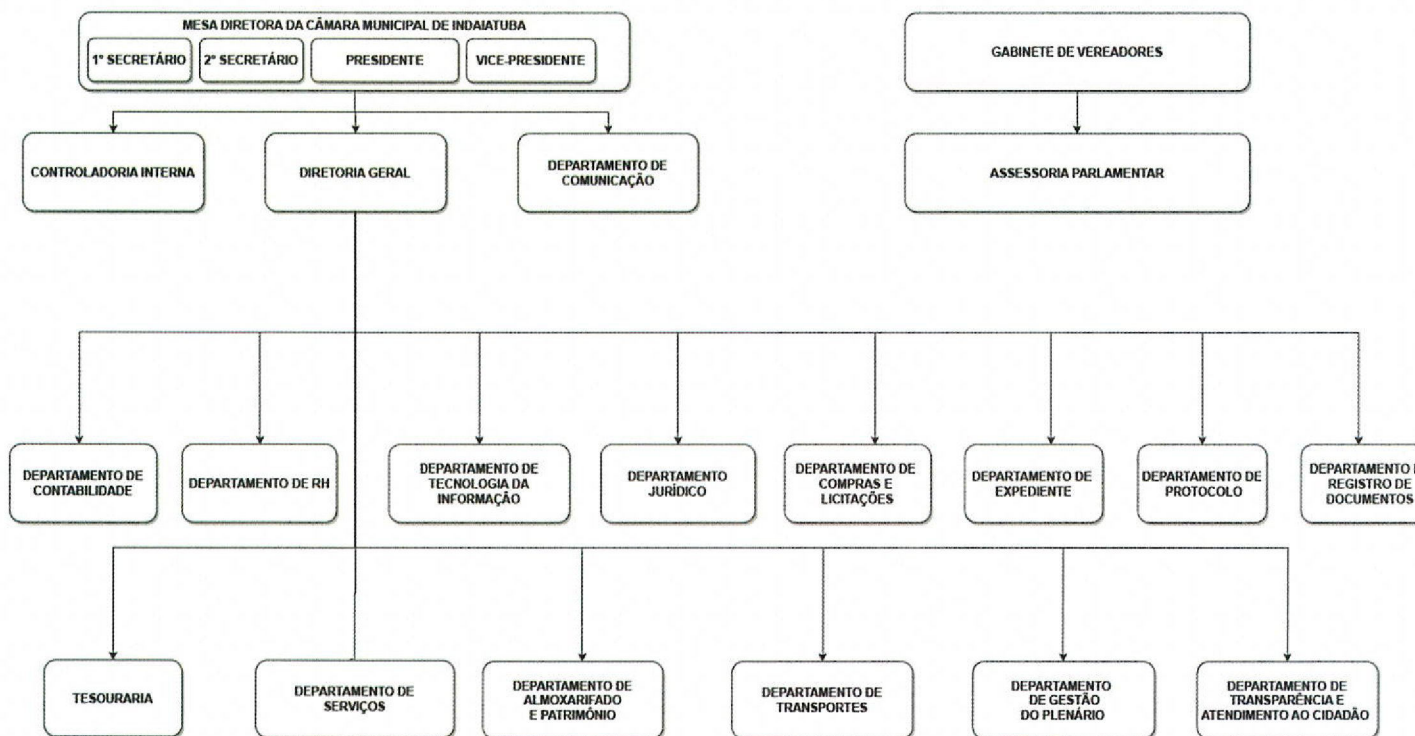 MESA DIRETORA DA CÂMARA MUNICIPAL DE INDAIATUBA
1º SECRETÁRIO
2º SECRETÁRIO
PRESIDENTE
VICE-PRESIDENTE
GABINETE DE VEREADORES
CONTROLADORIA INTERNA
DIRETORIA GERAL
DEPARTAMENTO DE
COMUNICAÇÃO
ASSESSORIA PARLAMENTAR
DEPARTAMENTO DE
CONTABILIDADE
DEPARTAMENTO DE RH
DEPARTAMENTO DE
TECNOLOGIA DA
INFORMAÇÃO
DEPARTAMENTO
JURÍDICO
DEPARTAMENTO DE
COMPRAS E
LICITAÇÕES
DEPARTAMENTO DE
EXPEDIENTE
DEPARTAMENTO DE
PROTOCOLO
DEPARTAMENTO
REGISTRO DE
DOCUMENTOS
TESOURARIA
DEPARTAMENTO DE
SERVIÇOS
DEPARTAMENTO DE
ALMOXARIFADO
E PATRIMÔNIO
DEPARTAMENTO DE
TRANSPORTES
DEPARTAMENTO
DE GESTÃO
DO PLENÁRIO
DEPARTAMENTO DE
TRANSPARÊNCIA E
ATENDIMENTO AO CIDADÃO